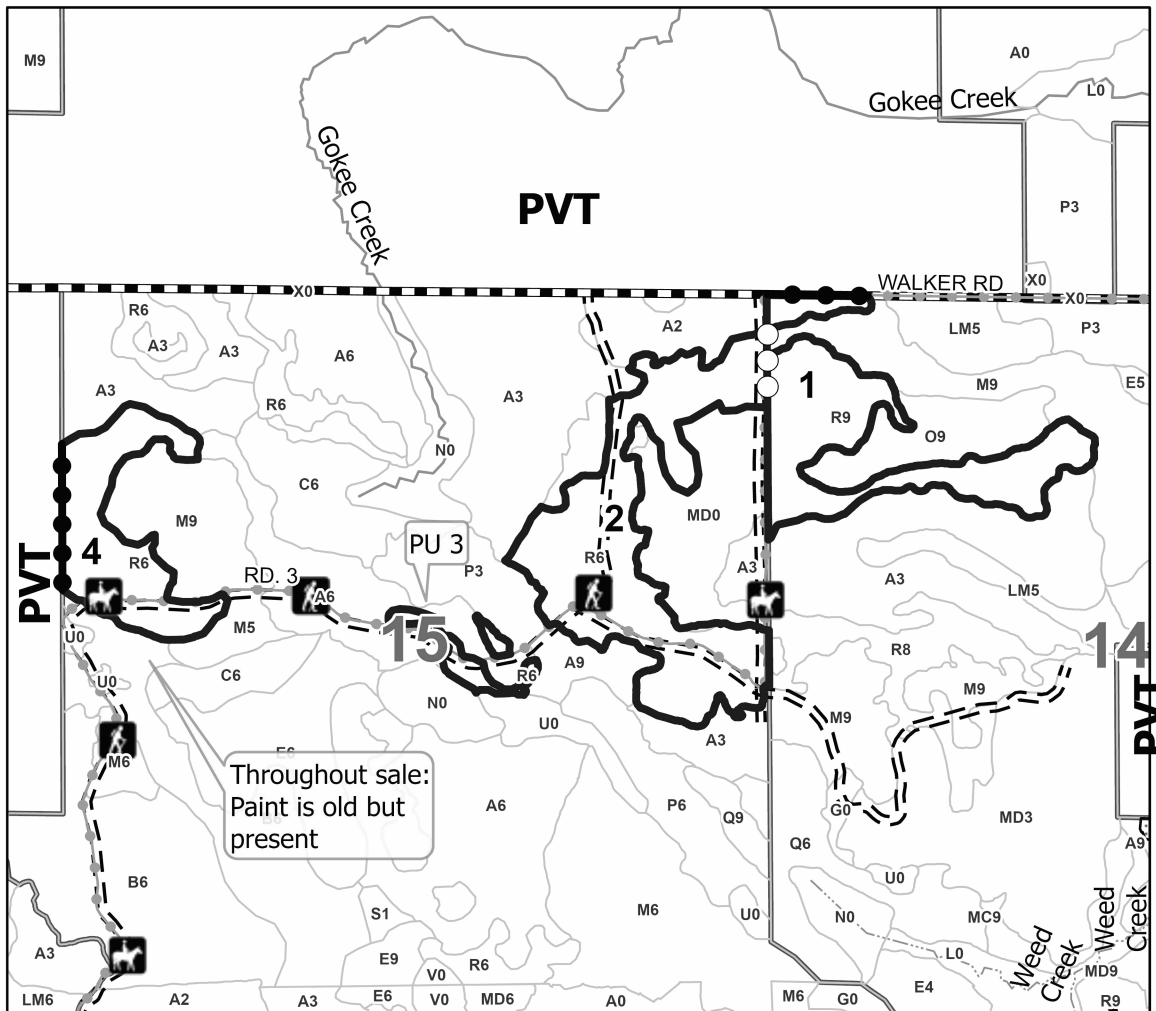 M9
A0
L0
Gokee Creek
Gokee Creek
PVT
P3
X0
X0
WALKER RD
X0
R6
A3
A3
A6
A2
LM5
P3
A3
A3
M9
E5
R6
1
R9
O9
N0
C6
M9
MD0
2
PVT
4
R6
PU 3
P3
R6
A3
A3
LM5
RD. 3
A6
U0
M5
15
R8
14
C6
R6
A9
M9
PVT
U0
N0
U0
M9
A3
M6
E6
Throughout sale:
Paint is old but
present
B6
A6
P6
Q9
G0
MD3
Q6
A9
B6
U0
S1
M6
U0
N0
MC9
Weed
Creek
Weed
Creek
A3
E9
V0
R6
L0
MD9
LM6
A2
A3
E6
V0
MD6
A0
M6
G0
E4
R9